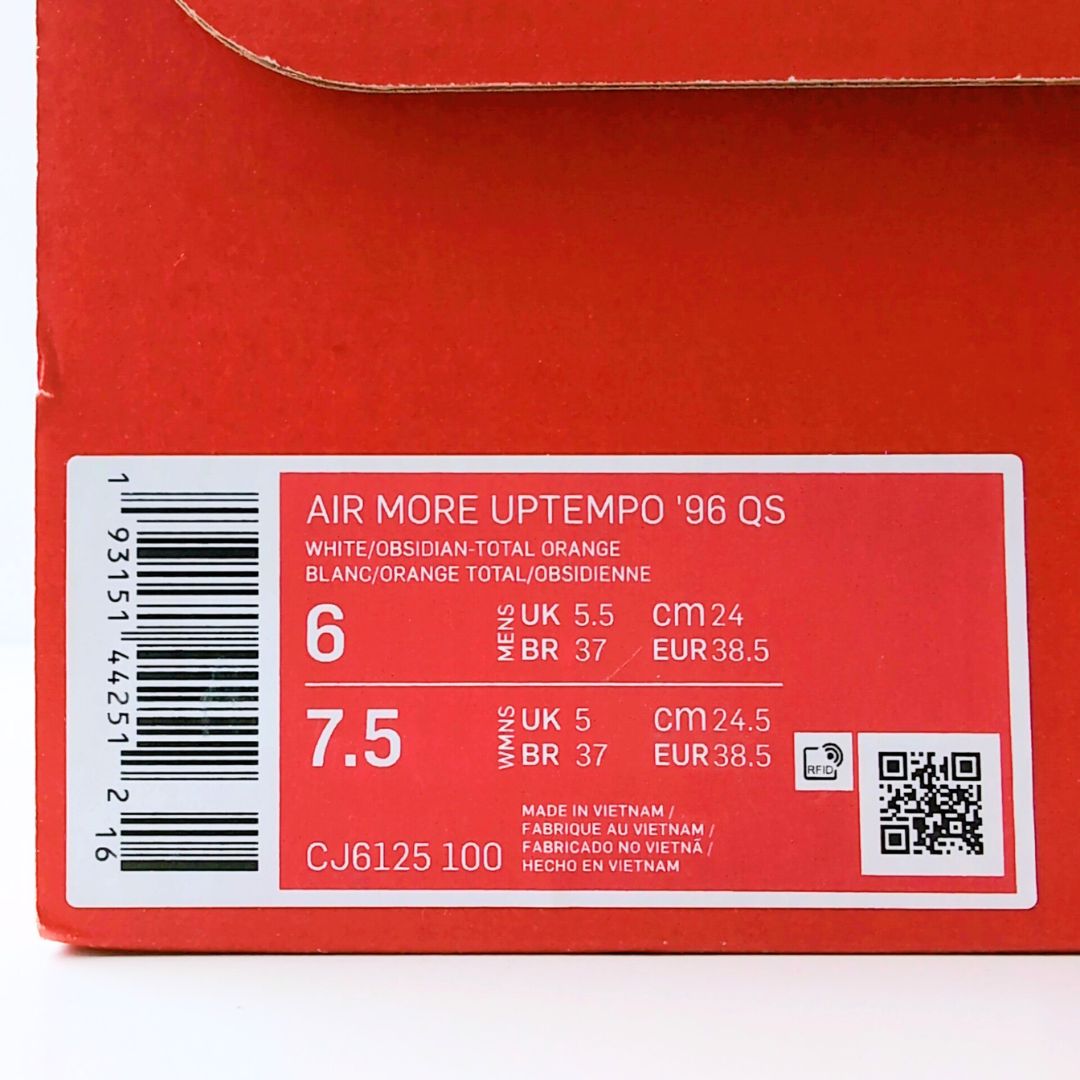 AIR MORE UPTEMPO '96 QS
WHITE/OBSIDIAN-TOTAL ORANGE
BLANC/ORANGE TOTAL/OBSIDIENNE
6 MENS UK 5.5 cm 24
BR 37 EUR 38.5
7.5 WMNS UK 5 cm 24.5
BR 37 EUR 38.5
RFID
MADE IN VIETNAM /
FABRIQUE AU VIETNAM /
FABRICADO NO VIETNÃ /
HECHO EN VIETNAM
CJ6125 100
1 93151 44251 2 16